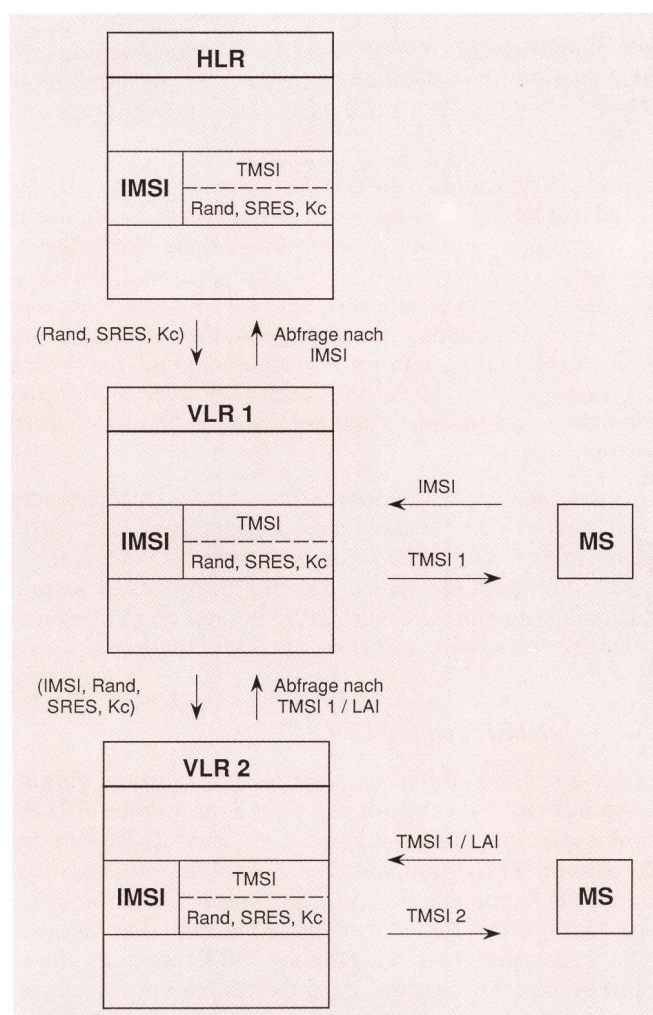 HLR
IMSI
TMSI
Rand, SRES, Kc
(Rand, SRES, Kc)
Abfrage nach
IMSI
VLR 1
IMSI
TMSI
Rand, SRES, Kc
IMSI
TMSI 1
MS
(IMSI, Rand,
SRES, Kc)
Abfrage nach
TMSI 1 / LAI
VLR 2
IMSI
TMSI
Rand, SRES, Kc
TMSI 1 / LAI
TMSI 2
MS